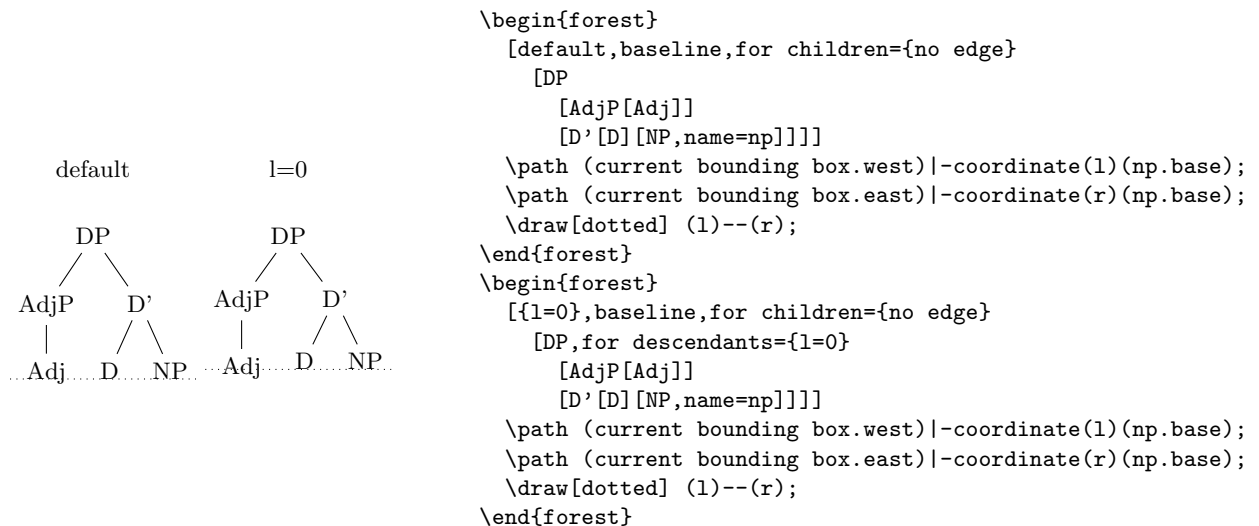 default l=0
DP DP
AdjP D' AdjP D'
Adj D NP Adj D NP
\begin{forest}
[default,baseline,for children={no edge}
[DP
[AdjP[Adj]]
[D'[D][NP,name=np]]]]
\path (current bounding box.west)|-coordinate(l)(np.base);
\path (current bounding box.east)|-coordinate(r)(np.base);
\draw[dotted] (l)--(r);
\end{forest}
\begin{forest}
[{l=0},baseline,for children={no edge}
[DP,for descendants={l=0}
[AdjP[Adj]]
[D'[D][NP,name=np]]]]
\path (current bounding box.west)|-coordinate(l)(np.base);
\path (current bounding box.east)|-coordinate(r)(np.base);
\draw[dotted] (l)--(r);
\end{forest}